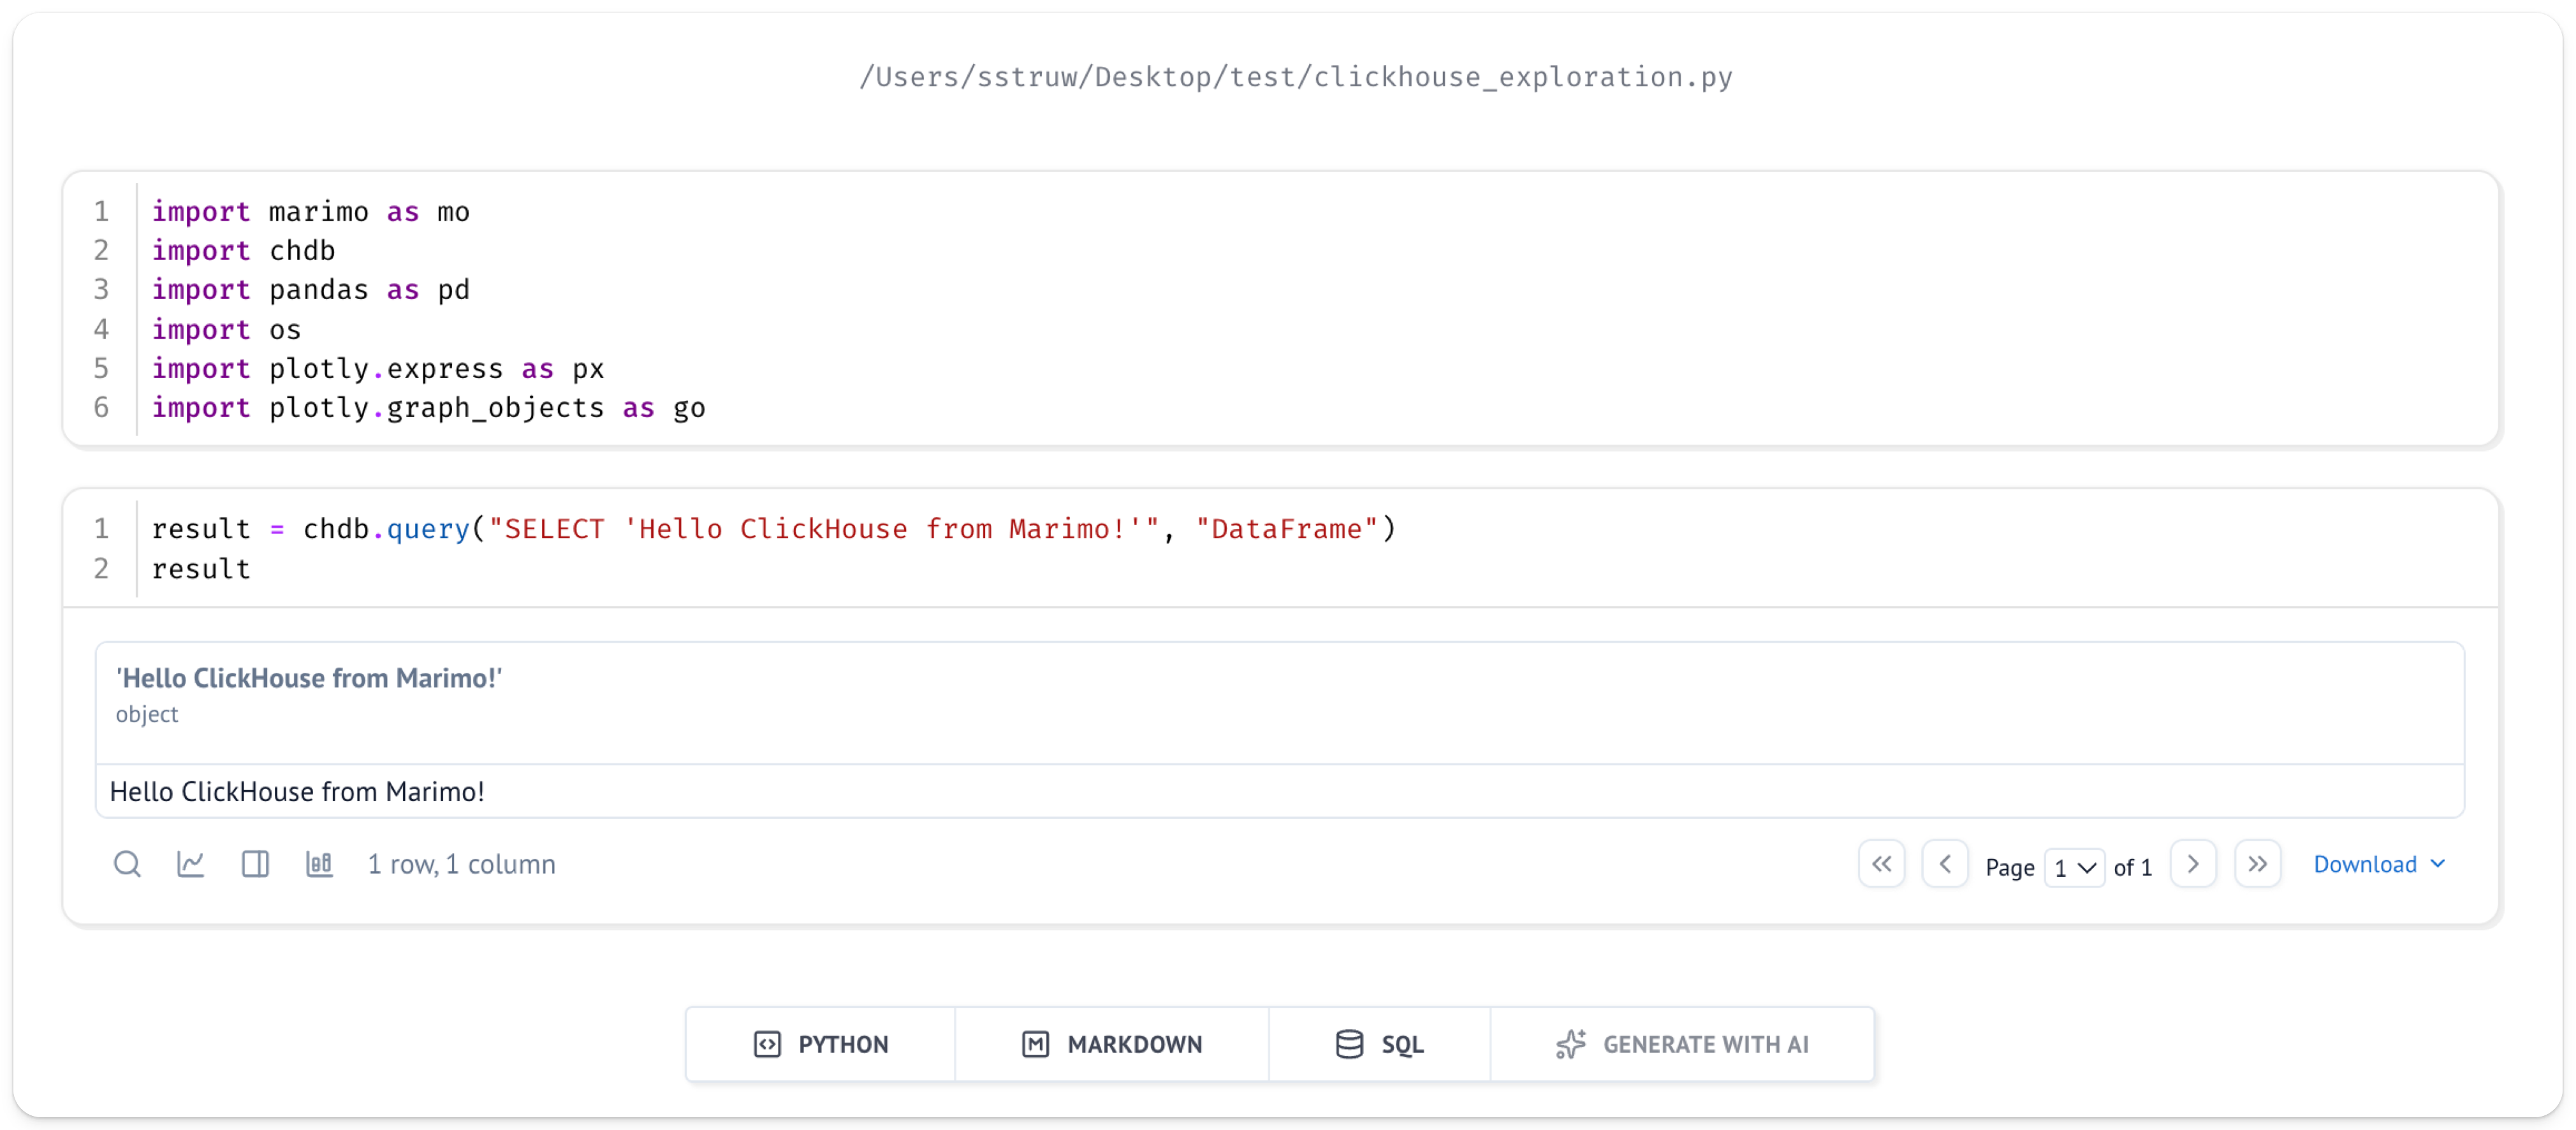 /Users/sstruw/Desktop/test/clickhouse_exploration.py
1 import marimo as mo
2 import chdb
3 import pandas as pd
4 import os
5 import plotly.express as px
6 import plotly.graph_objects as go
1 result = chdb.query("SELECT 'Hello ClickHouse from Marimo!'", "DataFrame")
2 result
'Hello ClickHouse from Marimo!'
object
Hello ClickHouse from Marimo!
1 row, 1 column Page 1 of 1 Download
PYTHON MARKDOWN SQL GENERATE WITH AI